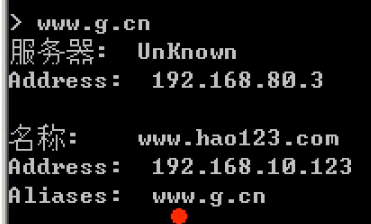 > www.g.cn
服务器:  UnKnown
Address:  192.168.80.3
名称:    www.hao123.com
Address:  192.168.10.123
Aliases:  www.g.cn